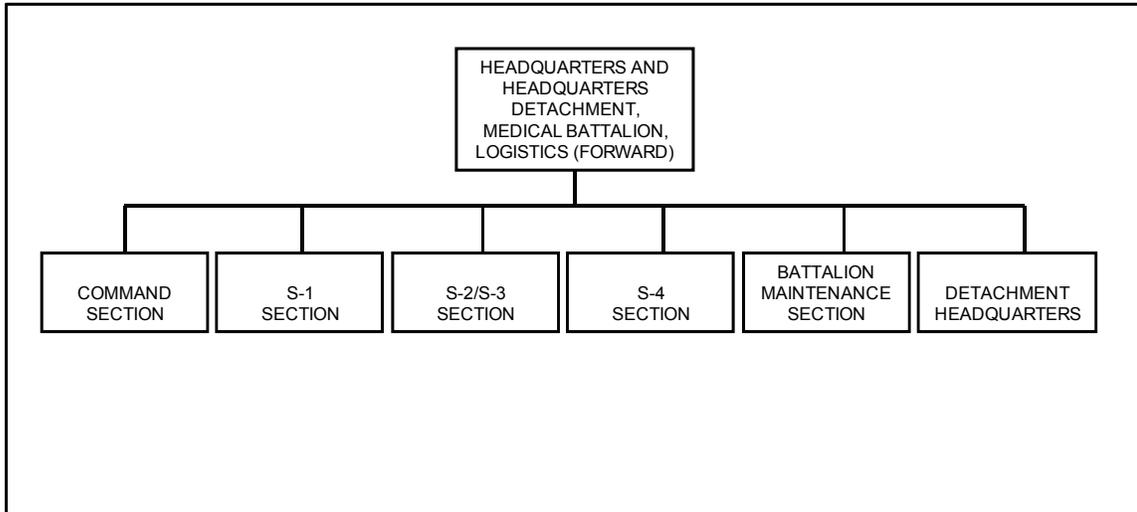 HEADQUARTERS AND
HEADQUARTERS
DETACHMENT,
MEDICAL BATTALION,
LOGISTICS (FORWARD)
COMMAND
SECTION
S-1
SECTION
S-2/S-3
SECTION
S-4
SECTION
BATTALION
MAINTENANCE
SECTION
DETACHMENT
HEADQUARTERS